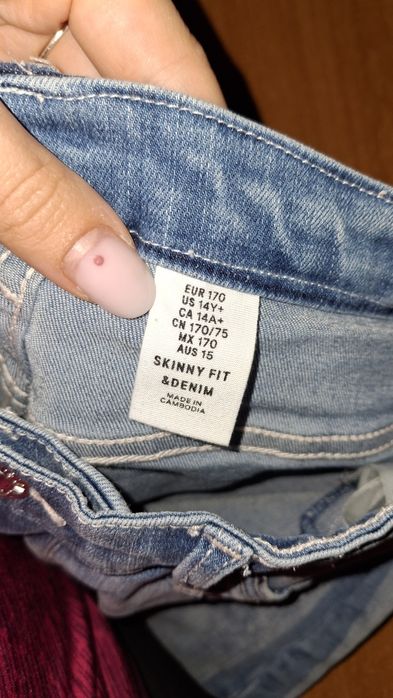 EUR 170
US 14Y+
CA 14A+
CN 170/75
MX 170
AUS 15
SKINNY FIT
&DENIM
MADE IN
CAMBODIA